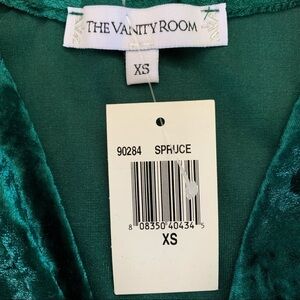 THE VANITY ROOM
XS
90284 SPRUCE
8 08350 40434 5
XS